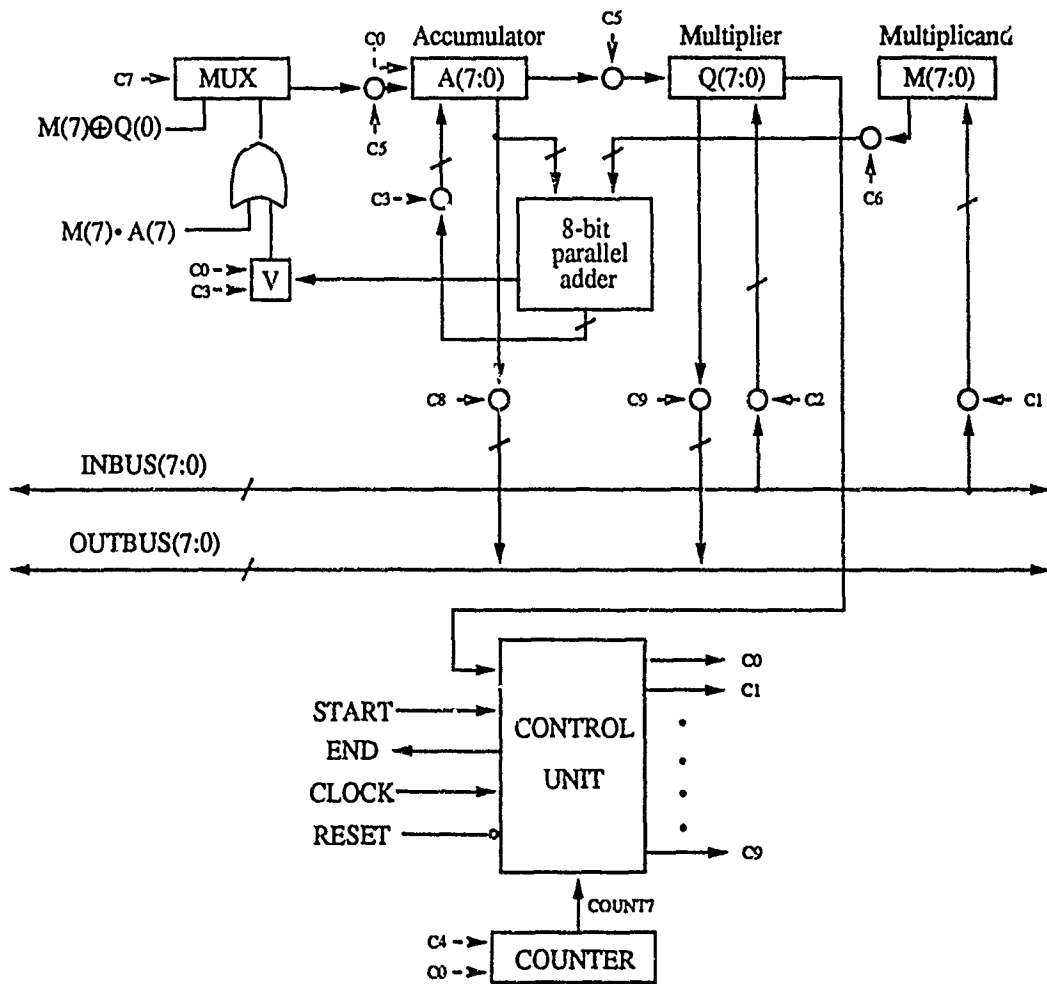 C0 Accumulator C5 Multiplier Multiplicand
C7 MUX A(7:0) Q(7:0) M(7:0)
M(7)⊕Q(0) C5
C3 C6
M(7)•A(7) 8-bit
parallel
adder
C0
C3 V
C8 C9 C2 C1
INBUS(7:0)
OUTBUS(7:0)
C0
C1
START
CONTROL
END
UNIT
CLOCK
RESET
C9
COUNT7
C4
COUNTER
C0